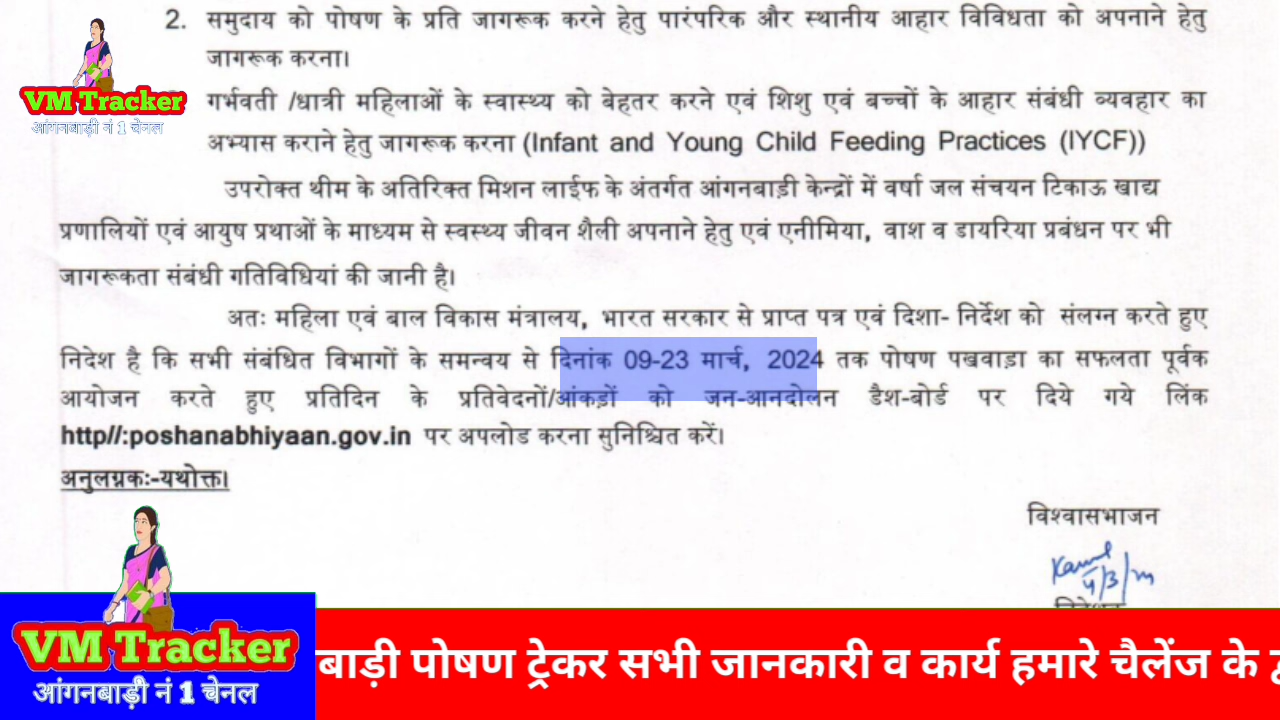 2. समुदाय को पोषण के प्रति जागरूक करने हेतु पारंपरिक और स्थानीय आहार विविधता को अपनाने हेतु
जागरूक करना।
VM Tracker
आंगनबाड़ी नं 1 चेनल
गर्भवती /धात्री महिलाओं के स्वास्थ्य को बेहतर करने एवं शिशु एवं बच्चों के आहार संबंधी व्यवहार का
अभ्यास कराने हेतु जागरूक करना (Infant and Young Child Feeding Practices (IYCF))
उपरोक्त थीम के अतिरिक्त मिशन लाईफ के अंतर्गत आंगनबाड़ी केन्द्रों में वर्षा जल संचयन टिकाऊ खाद्य
प्रणालियों एवं आयुष प्रथाओं के माध्यम से स्वस्थ्य जीवन शैली अपनाने हेतु एवं एनीमिया, वाश व डायरिया प्रबंधन पर भी
जागरूकता संबंधी गतिविधियां की जानी है।
अतः महिला एवं बाल विकास मंत्रालय, भारत सरकार से प्राप्त पत्र एवं दिशा- निर्देश को संलग्न करते हुए
निदेश है कि सभी संबंधित विभागों के समन्वय से दिनांक 09-23 मार्च, 2024 तक पोषण पखवाड़ा का सफलता पूर्वक
आयोजन करते हुए प्रतिदिन के प्रतिवेदनों/आंकड़ों को जन-आनदोलन डैश-बोर्ड पर दिये गये लिंक
http//:poshanabhiyaan.gov.in पर अपलोड करना सुनिश्चित करें।
अनुलग्नकः-यथोक्त।
विश्वासभाजन
VM Tracker
आंगनबाड़ी नं 1 चेनल
बाड़ी पोषण ट्रेकर सभी जानकारी व कार्य हमारे चैलेंज के